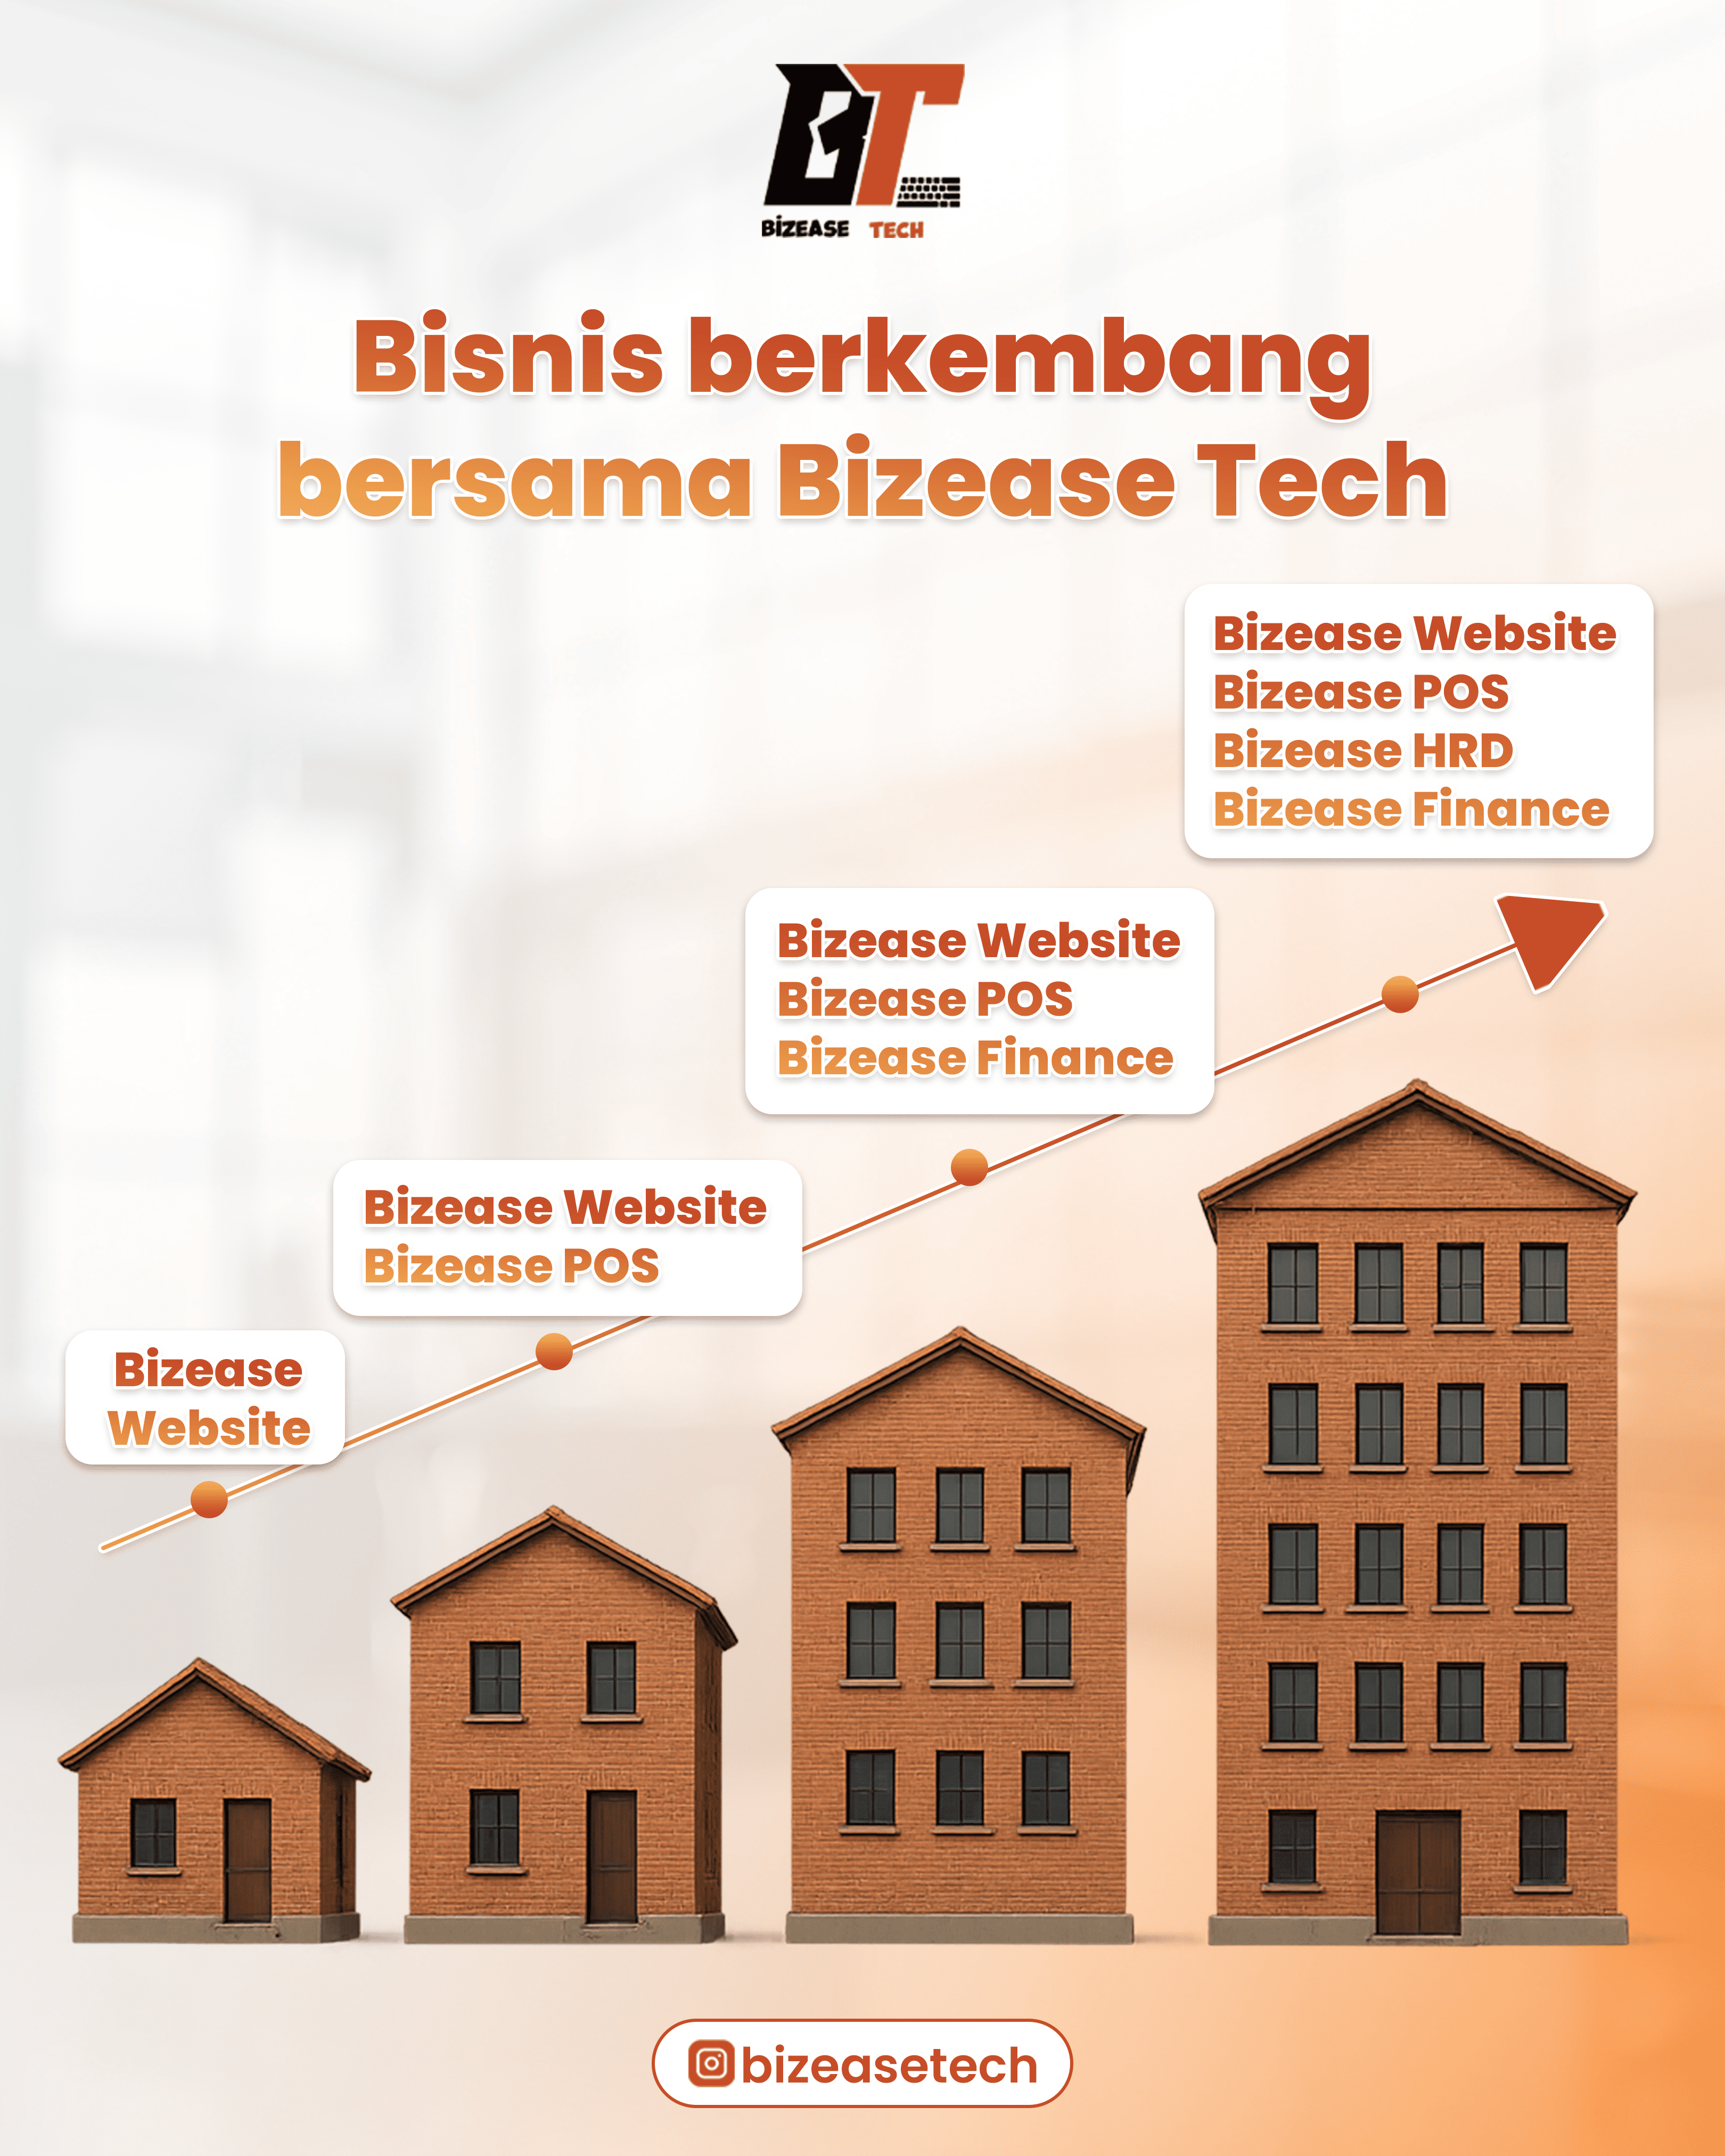 BT
BiZEASE TECH
Bisnis berkembang
bersama Bizease Tech
Bizease Website
Bizease POS
Bizease HRD
Bizease Finance
Bizease Website
Bizease POS
Bizease Finance
Bizease Website
Bizease POS
Bizease
Website
bizeasetech